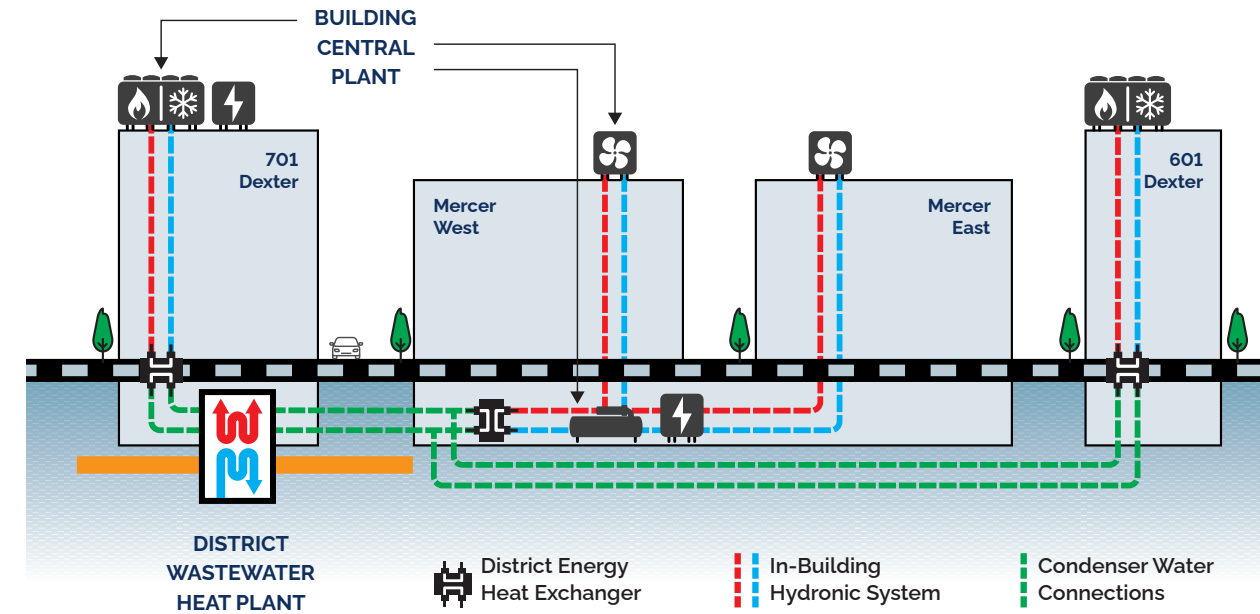 BUILDING
CENTRAL
PLANT
701
Dexter
Mercer
West
Mercer
East
601
Dexter
DISTRICT
WASTEWATER
HEAT PLANT
District Energy
Heat Exchanger
In-Building
Hydronic System
Condenser Water
Connections